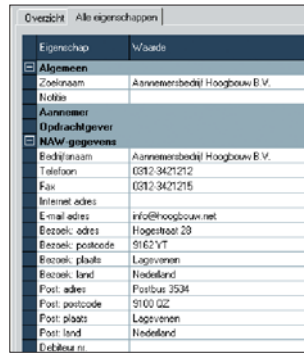 Overzicht Alle eigenschappen
Eigenschap Waarde
Algemeen
Zoeknaam Aannemersbedrijf Hoogbouw B.V.
Notitie
Aannemer
Opdrachtgever
NAW-gegevens
Bedrijfsnaam Aannemersbedrijf Hoogbouw B.V.
Telefoon 0312-3421212
Fax 0312-3421215
Internet adres
E-mail adres info@hoogbouw.net
Bezoek: adres Hogestraat 28
Bezoek: postcode 9162 YT
Bezoek: plaats Lagevenen
Bezoek: land Nederland
Post: adres Postbus 3534
Post: postcode 9100 QZ
Post: plaats Lagevenen
Post: land Nederland
Debiteur nr.